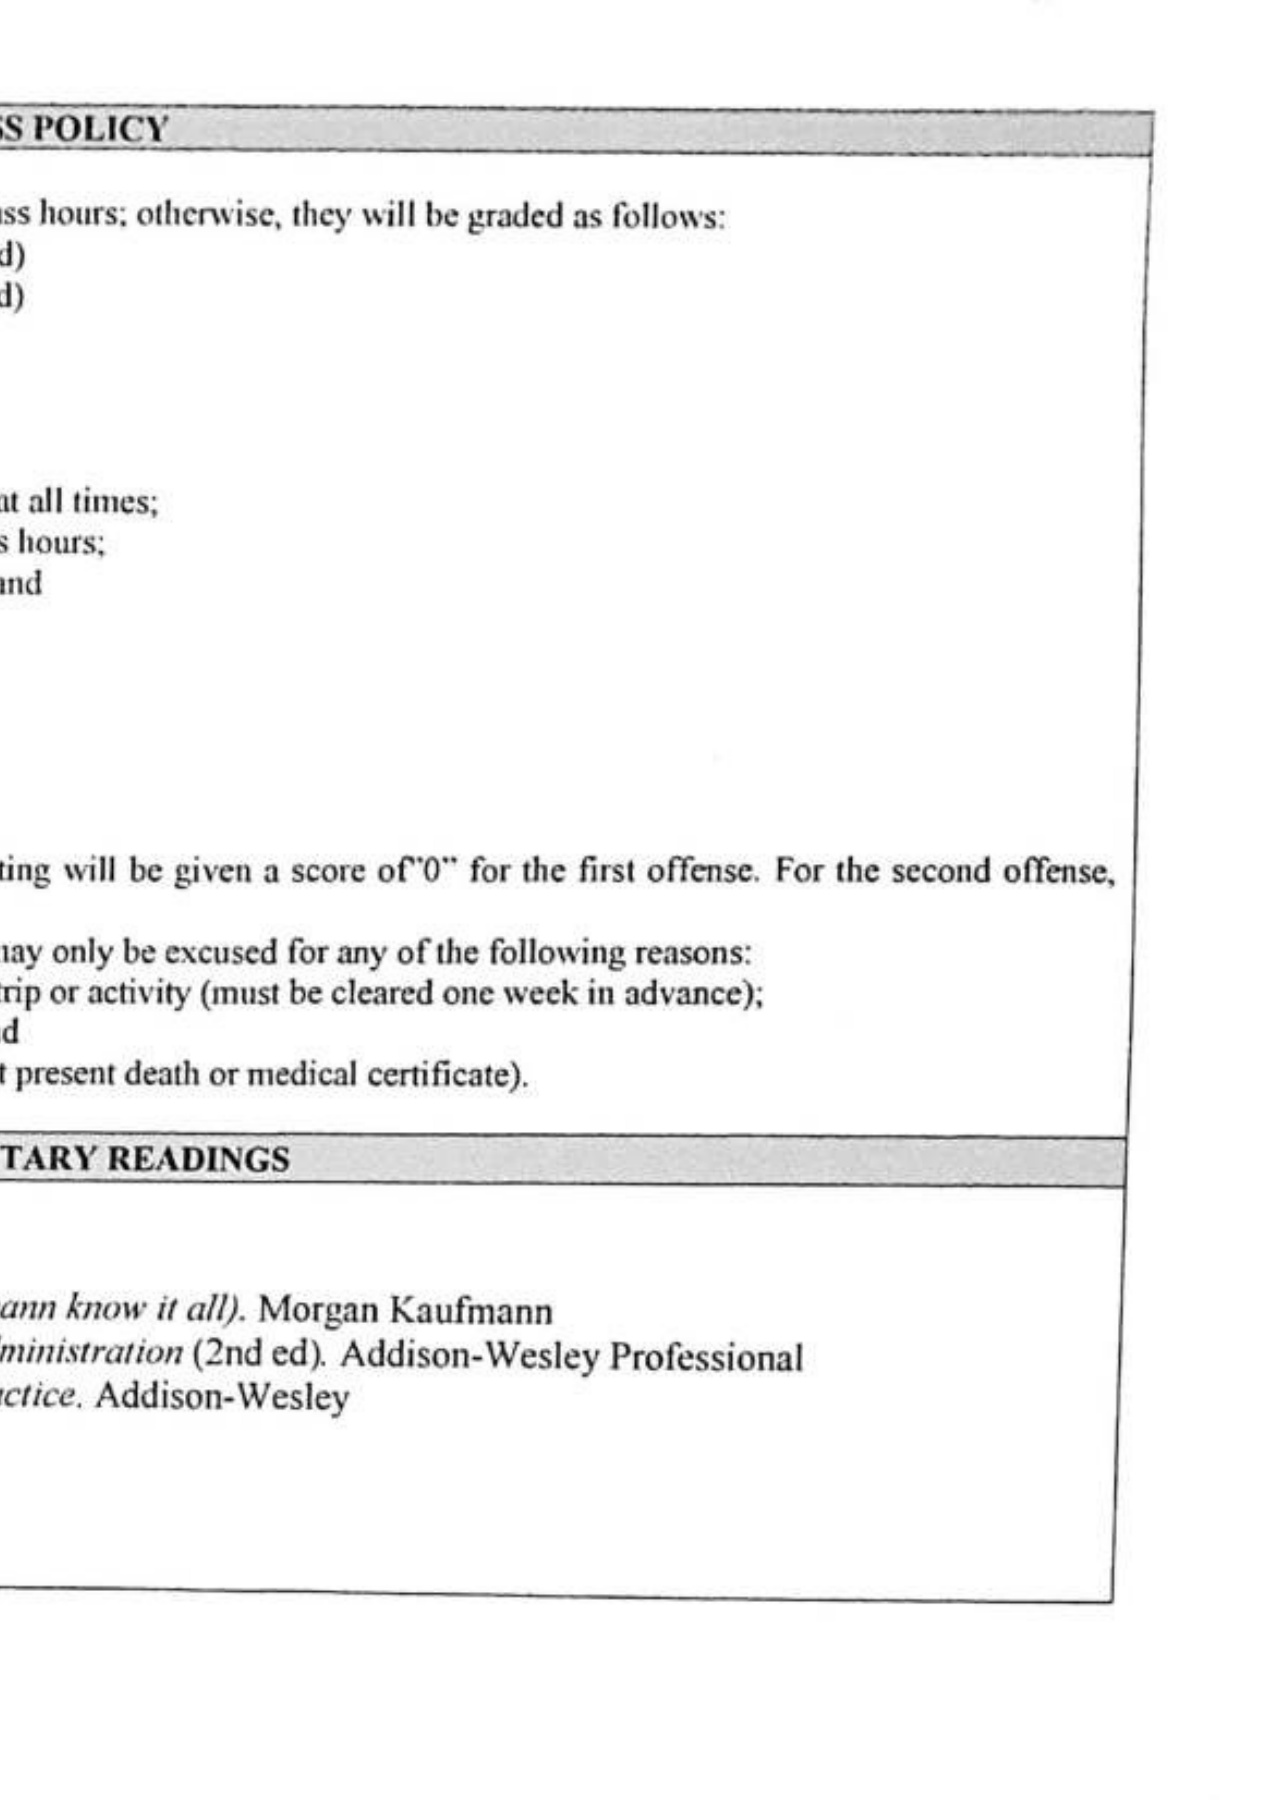 SS POLICY
ass hours; otherwise, they will be graded as follows:
d)
d)
at all times;
s hours;
and
ting will be given a score of"0" for the first offense. For the second offense,
may only be excused for any of the following reasons:
trip or activity (must be cleared one week in advance);
d
t present death or medical certificate).
TARY READINGS
ann know it all). Morgan Kaufmann
ministration (2nd ed). Addison-Wesley Professional
actice. Addison-Wesley